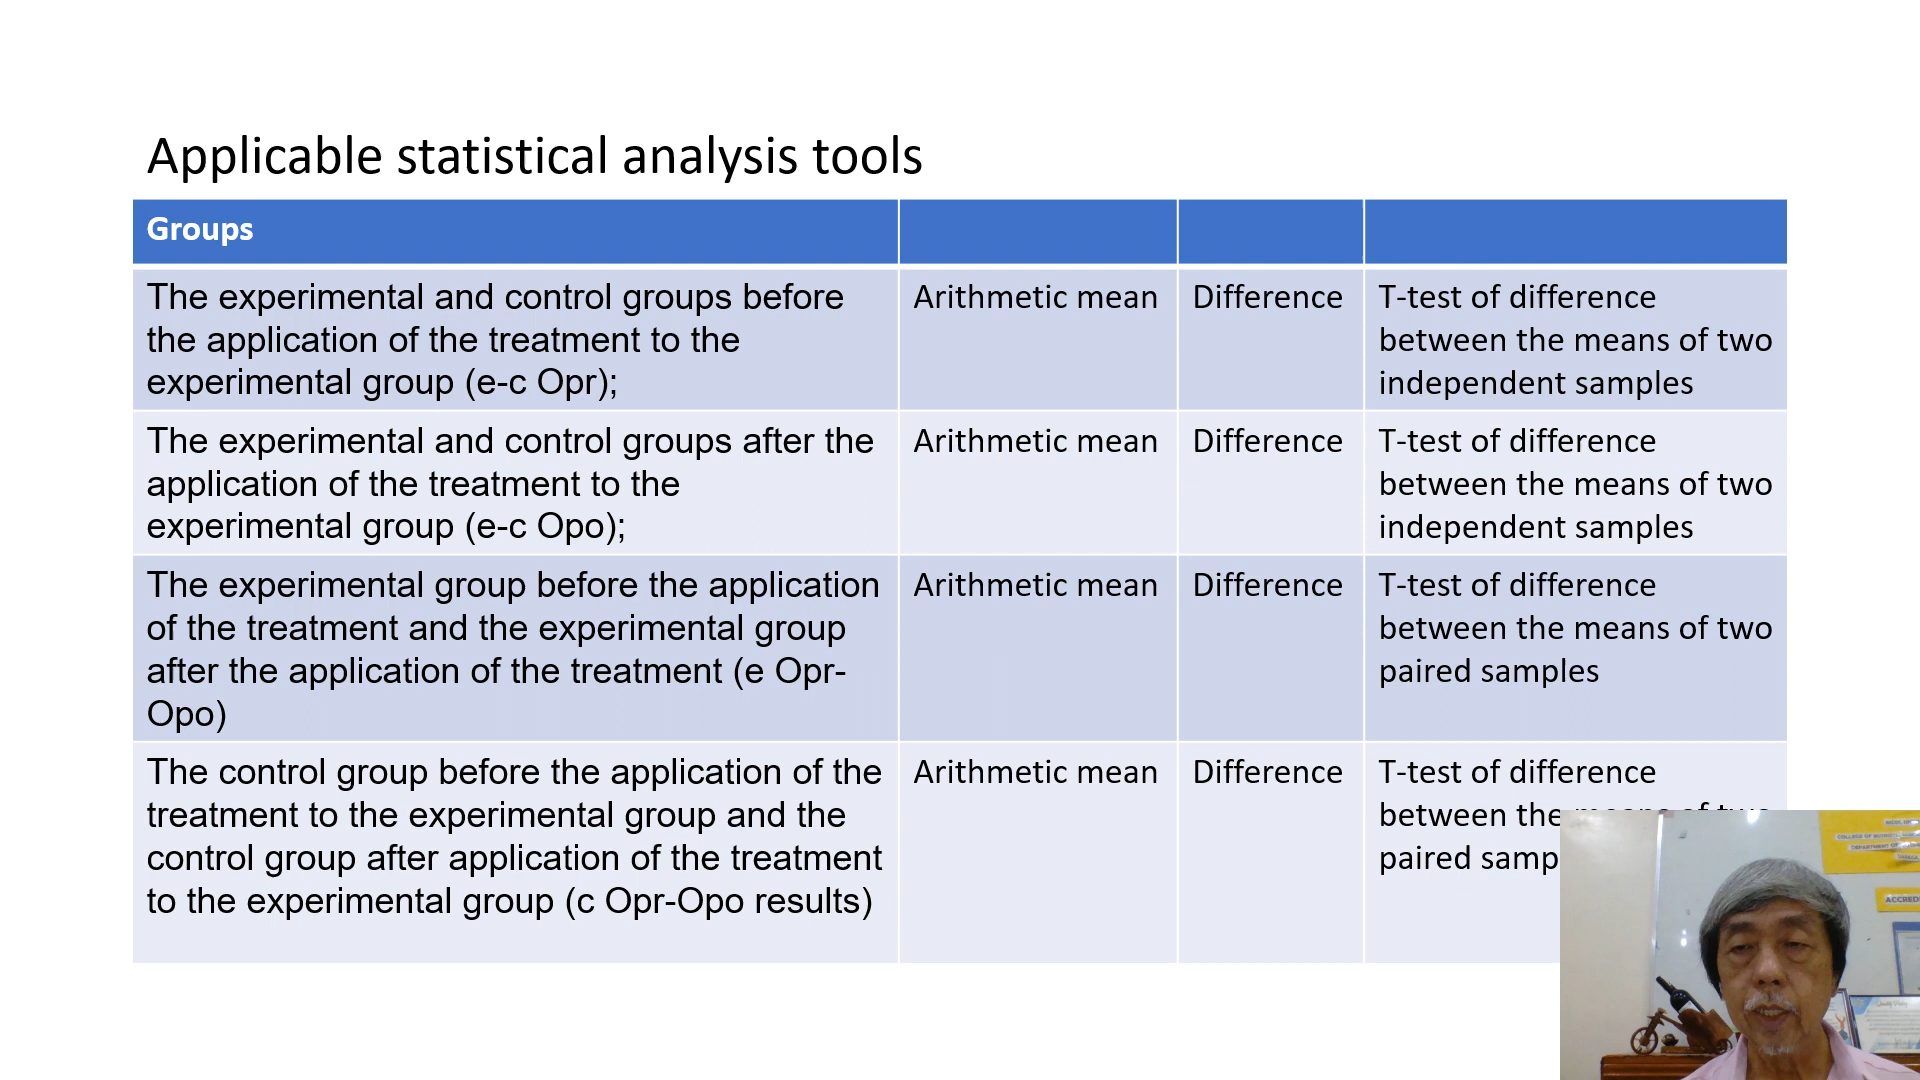 Applicable statistical analysis tools
Groups
The experimental and control groups before
the application of the treatment to the
experimental group (e-c Opr);
Arithmetic mean
Difference
T-test of difference
between the means of two
independent samples
The experimental and control groups after the
application of the treatment to the
experimental group (e-c Opo);
Arithmetic mean
Difference
T-test of difference
between the means of two
independent samples
The experimental group before the application
of the treatment and the experimental group
after the application of the treatment (e Opr-
Opo)
Arithmetic mean
Difference
T-test of difference
between the means of two
paired samples
The control group before the application of the
treatment to the experimental group and the
control group after application of the treatment
to the experimental group (c Opr-Opo results)
Arithmetic mean
Difference
T-test of difference
between the means of two
paired samp
ACCRED